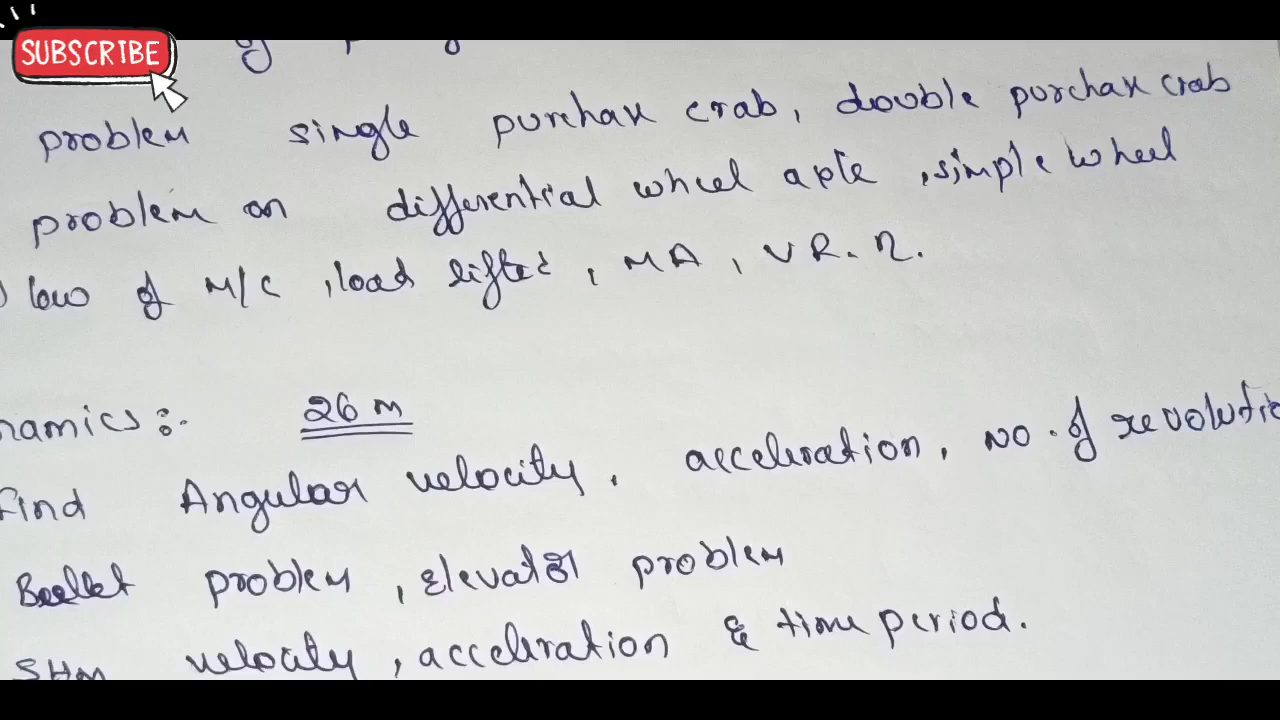 SUBSCRIBE
of
problem single purchax crab, double purchax crab
problem on differential wheel axle, simple wheel
law of M/C, load lifted, MA, VR. η.
namics:- 26 m
Find Angular velocity, acceleration, No. of revolutio
Bullet problem, Elevator problem
SHM velocity, acceleration & time period.